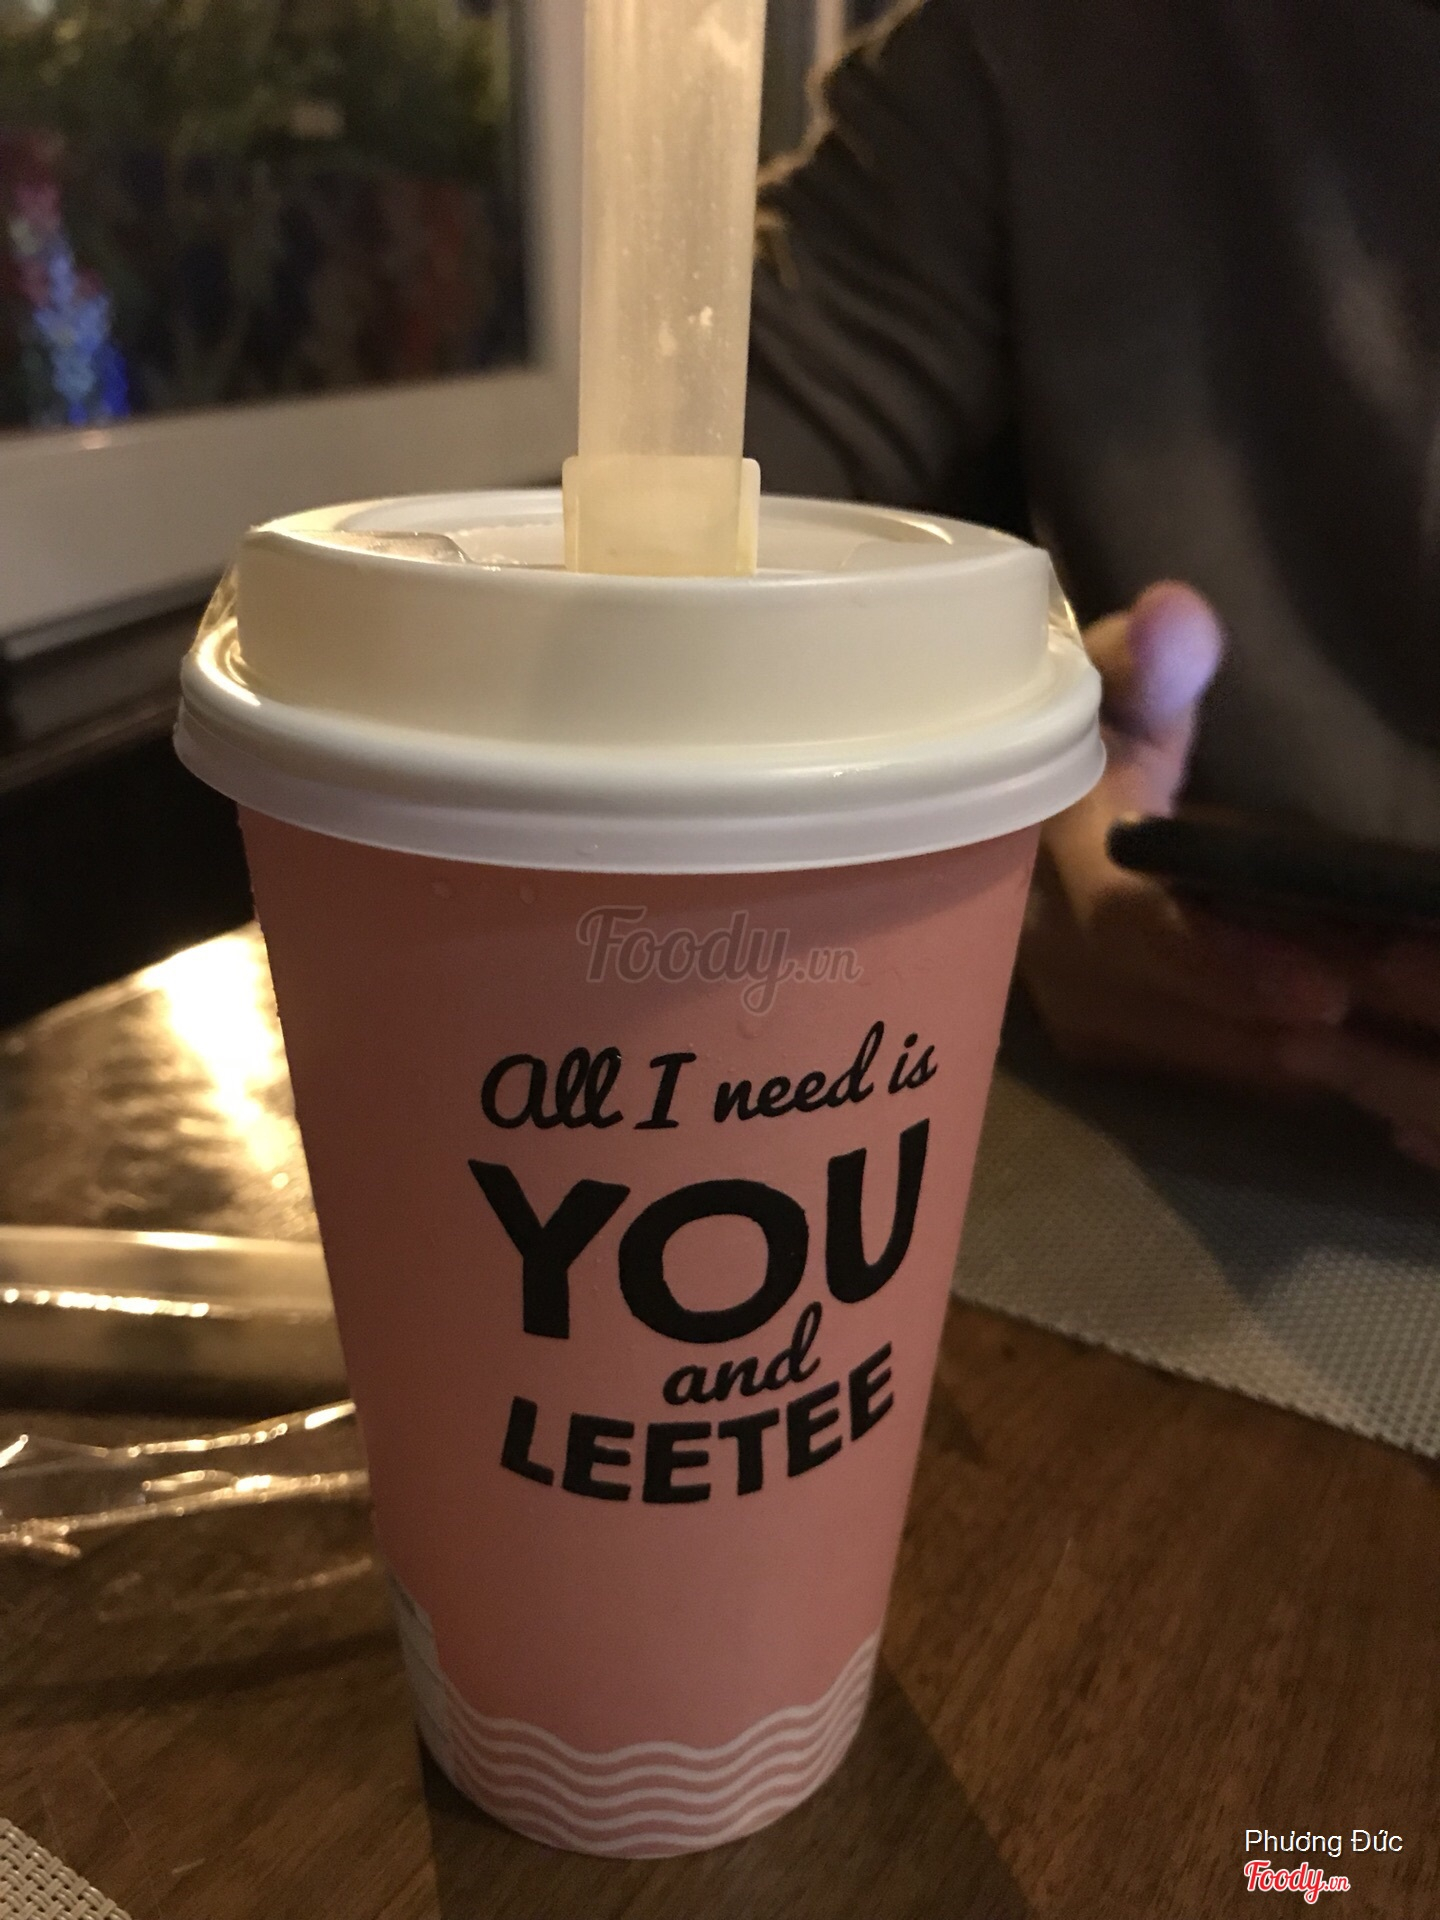 Foody.vn
All I need is
YOU
and
LEETEE
Phương Đức
Foody.vn